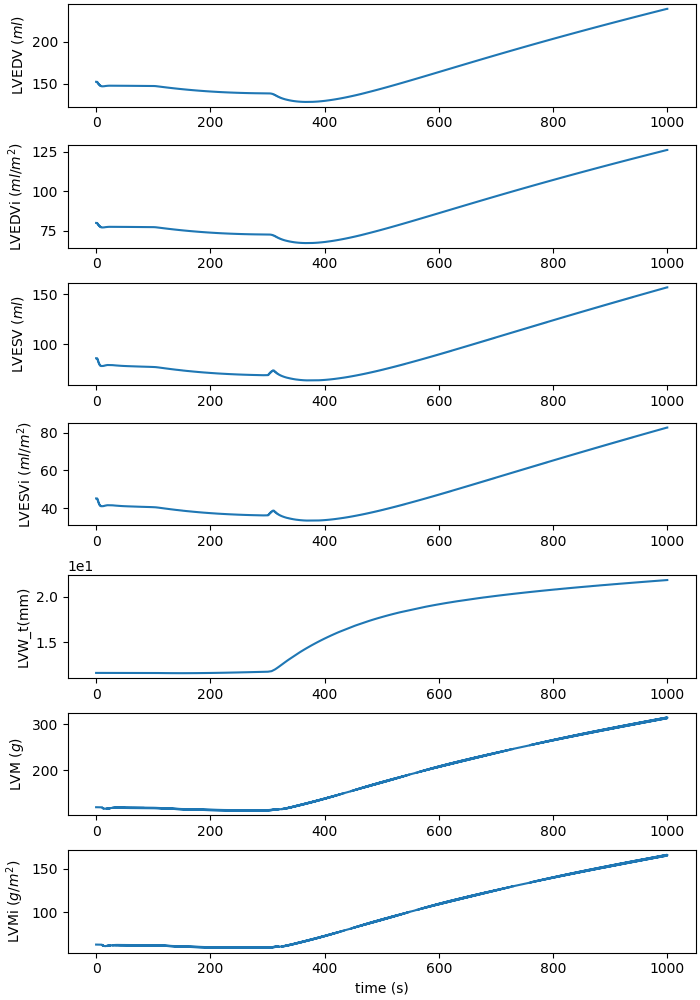 LVEDV (ml)
200
150
0 200 400 600 800 1000
LVEDVi (ml/m²)
125
100
75
0 200 400 600 800 1000
LVESV (ml)
150
100
0 200 400 600 800 1000
LVESVi (ml/m²)
80
60
40
0 200 400 600 800 1000
1e1
LVW_t(mm)
2.0
1.5
0 200 400 600 800 1000
LVM (g)
300
200
0 200 400 600 800 1000
LVMi (g/m²)
150
100
0 200 400 600 800 1000
time (s)